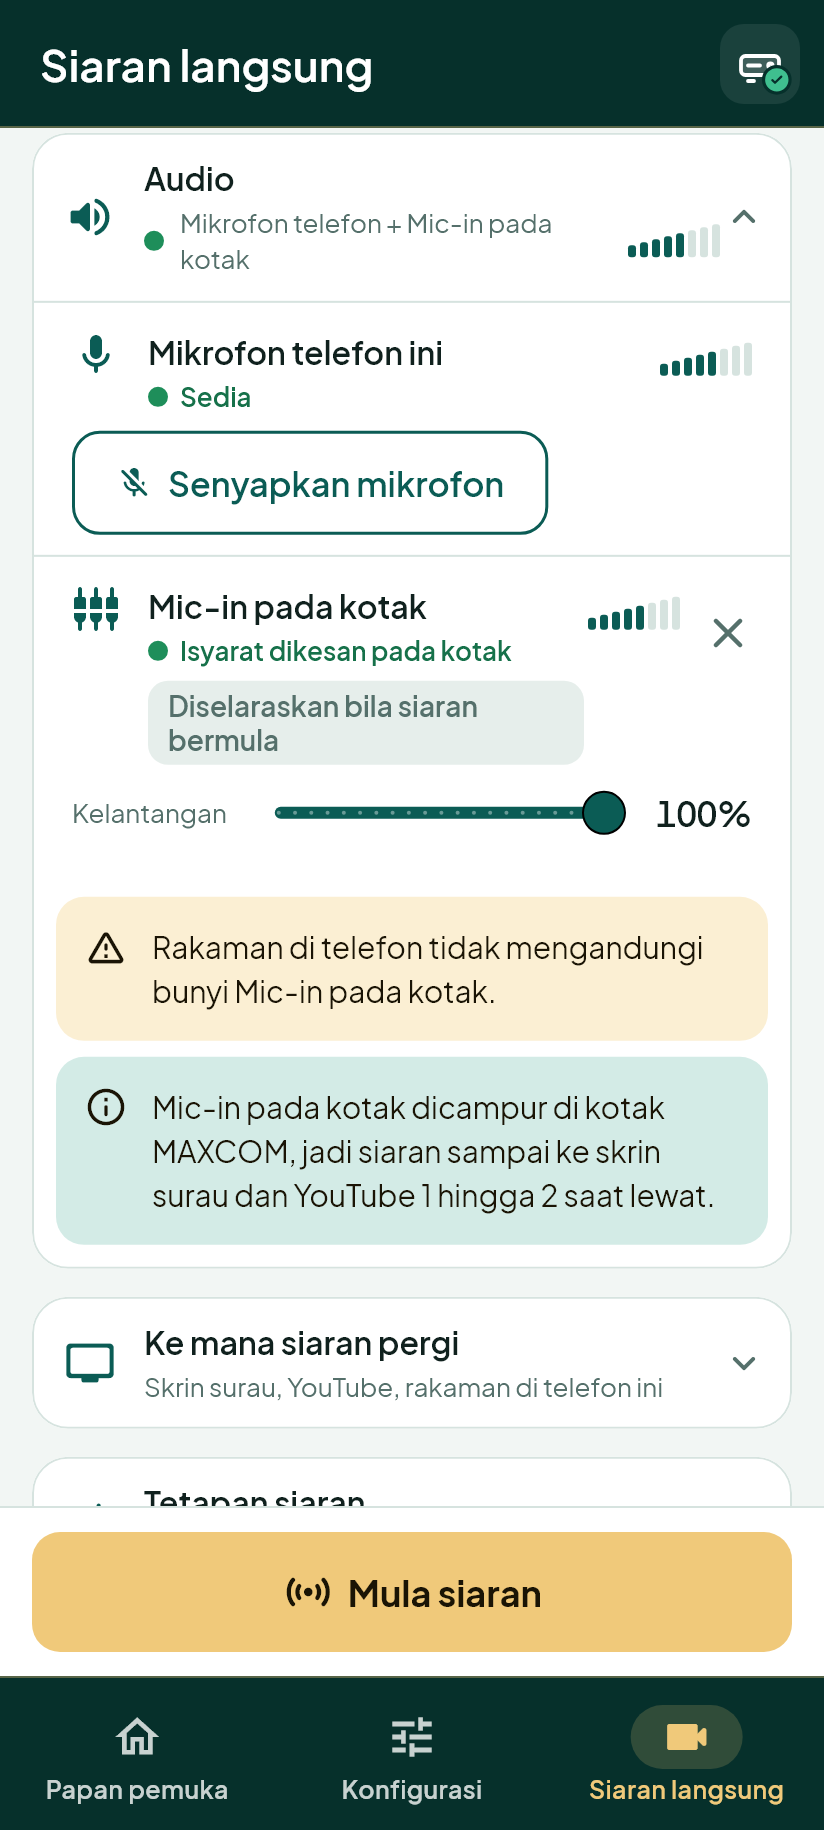 Siaran langsung
Audio
Mikrofon telefon + Mic-in pada
kotak
Mikrofon telefon ini
Sedia
Senyapkan mikrofon
Mic-in pada kotak
Isyarat dikesan pada kotak
Diselaraskan bila siaran
bermula
Kelantangan
100%
Rakaman di telefon tidak mengandungi
bunyi Mic-in pada kotak.
Mic-in pada kotak dicampur di kotak
MAXCOM, jadi siaran sampai ke skrin
surau dan YouTube 1 hingga 2 saat lewat.
Ke mana siaran pergi
Skrin surau, YouTube, rakaman di telefon ini
Tetapan siaran
Mula siaran
Papan pemuka
Konfigurasi
Siaran langsung